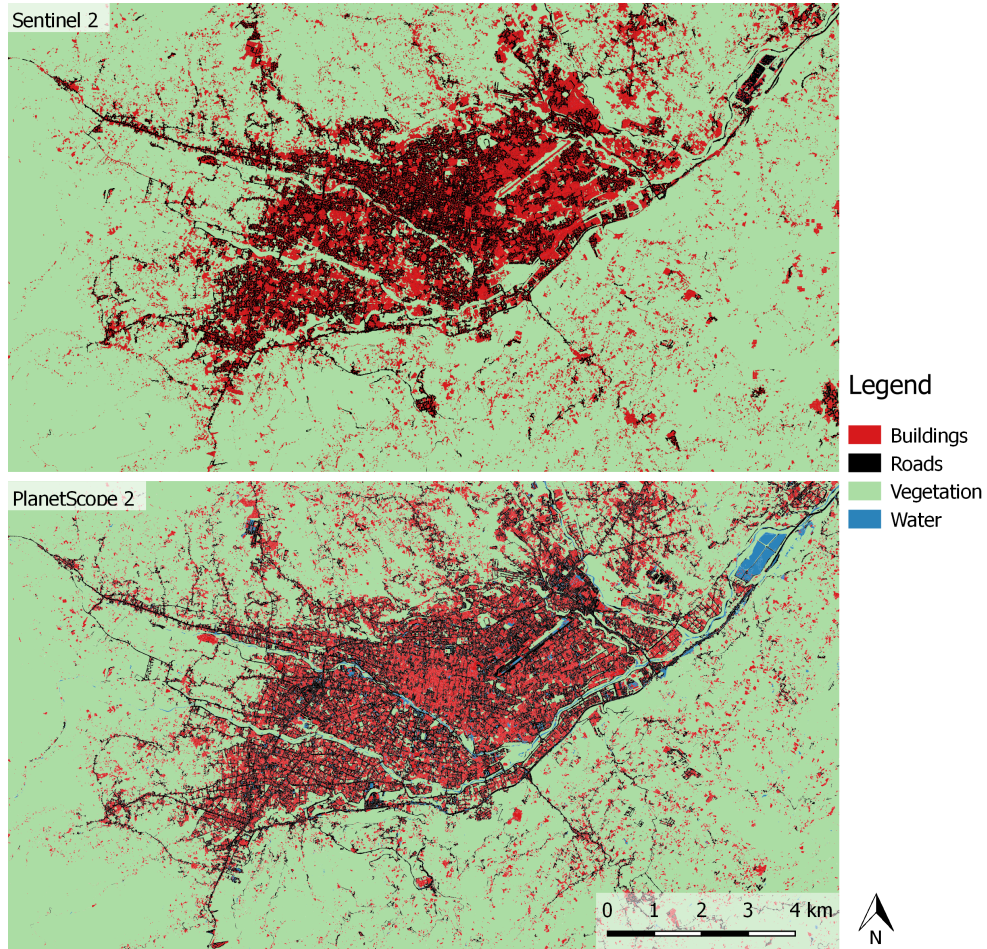 Sentinel 2
Legend
Buildings
Roads
Vegetation
Water
PlanetScope 2
0 1 2 3 4 km
N